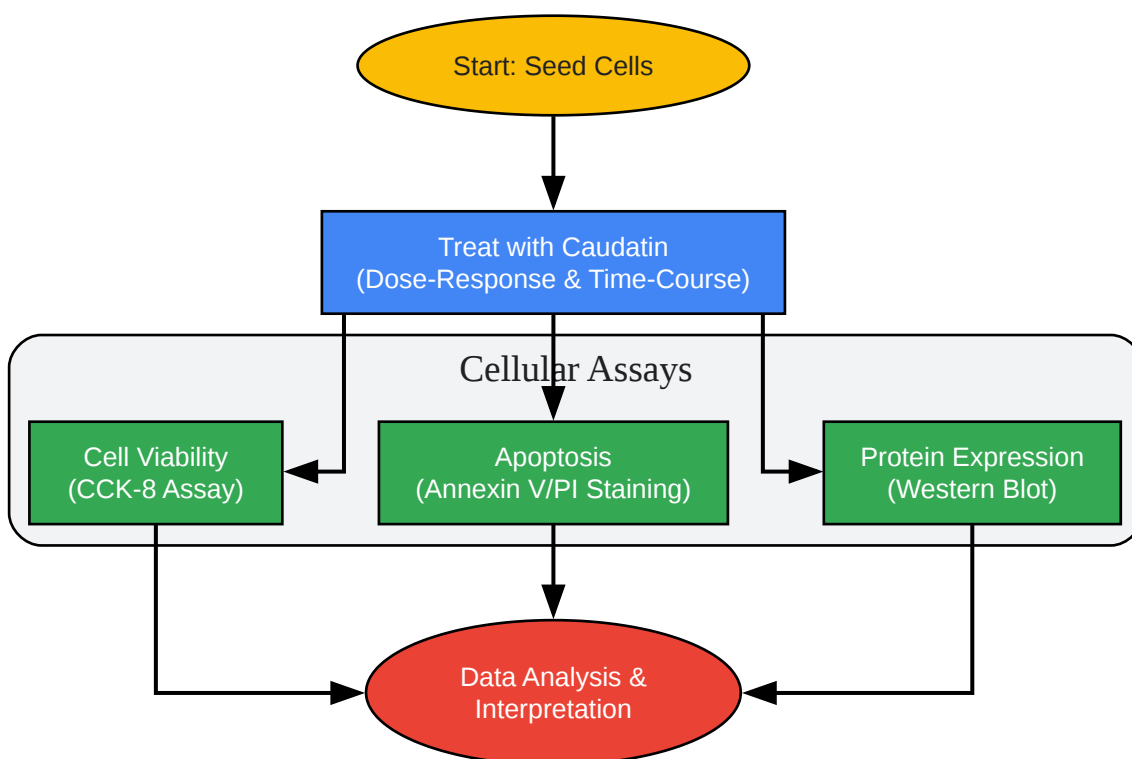 Start: Seed Cells
Treat with Caudatin
(Dose-Response & Time-Course)
Cellular Assays
Cell Viability
(CCK-8 Assay)
Apoptosis
(Annexin V/PI Staining)
Protein Expression
(Western Blot)
Data Analysis &
Interpretation